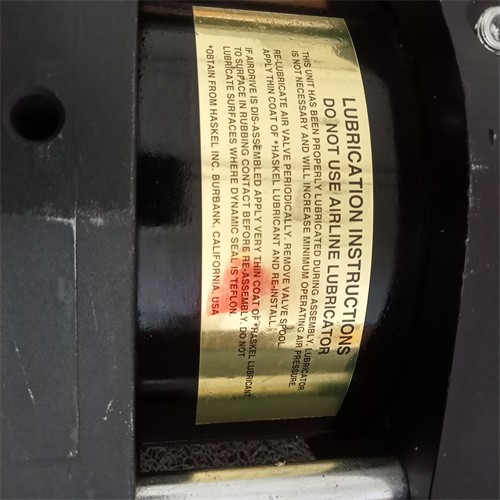 LUBRICATION INSTRUCTIONS
DO NOT USE AIRLINE LUBRICATOR
THIS UNIT HAS BEEN PROPERLY LUBRICATED DURING ASSEMBLY. LUBRICATOR
IS NOT NECESSARY AND WILL INCREASE MINIMUM OPERATING AIR PRESSURE.
RE-LUBRICATE AIR VALVE PERIODICALLY. REMOVE VALVE SPOOL
APPLY THIN COAT OF *HASKEL LUBRICANT AND RE-INSTALL.
IF AIRDRIVE IS DIS-ASSEMBLED APPLY VERY THIN COAT OF *HASKEL LUBRICANT
TO SURFACE IN RUBBING CONTACT BEFORE RE-ASSEMBLY. DO NOT
LUBRICATE SURFACES WHERE DYNAMIC SEAL IS TEFLON.
*OBTAIN FROM HASKEL INC. BURBANK, CALIFORNIA, USA